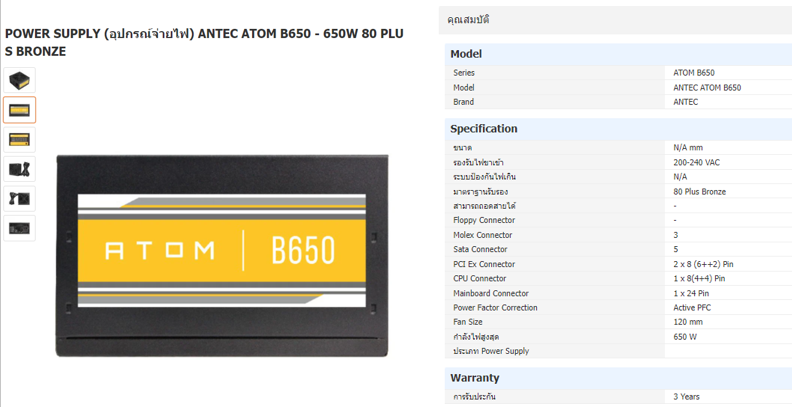 POWER SUPPLY (อุปกรณ์จ่ายไฟ) ANTEC ATOM B650 - 650W 80 PLU
S BRONZE
ATOM B650
คุณสมบัติ
Model
Series ATOM B650
Model ANTEC ATOM B650
Brand ANTEC
Specification
ขนาด N/A mm
รองรับไฟขาเข้า 200-240 VAC
ระบบป้องกันไฟเกิน N/A
มาตราฐานรับรอง 80 Plus Bronze
สามารถถอดสายได้ -
Floppy Connector -
Molex Connector 3
Sata Connector 5
PCI Ex Connector 2 x 8 (6++2) Pin
CPU Connector 1 x 8(4+4) Pin
Mainboard Connector 1 x 24 Pin
Power Factor Correction Active PFC
Fan Size 120 mm
กำลังไฟสูงสุด 650 W
ประเภท Power Supply
Warranty
การรับประกัน 3 Years